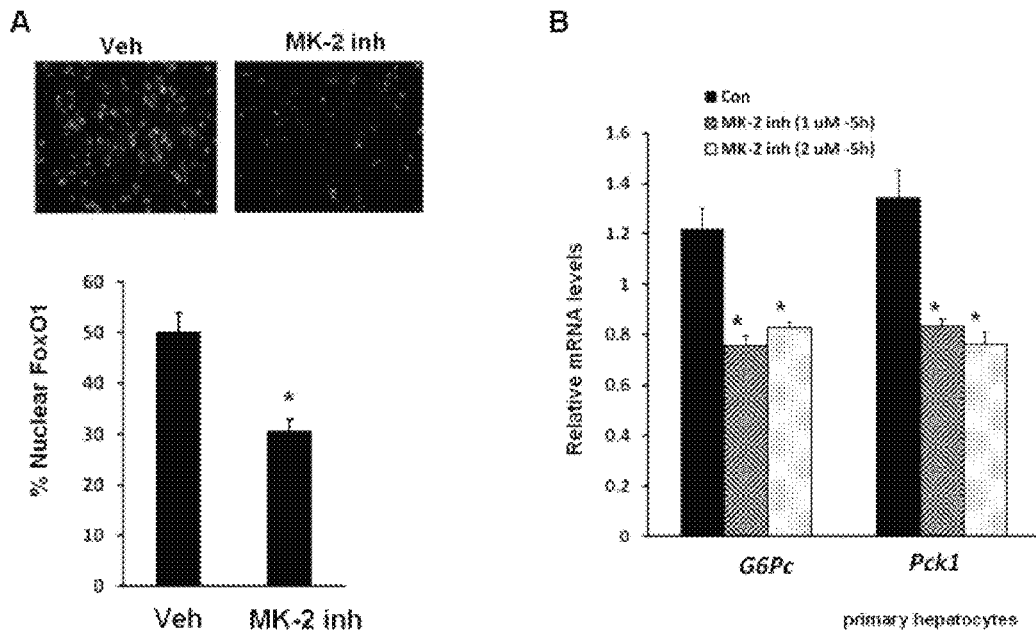 A
Veh
MK-2 inh
% Nuclear FoxO1
60
50
40
30
20
10
0
*
Veh
MK-2 inh
B
Con
MK-2 inh (1 uM -5h)
MK-2 inh (2 uM -5h)
Relative mRNA levels
1.6
1.4
1.2
1
0.8
0.6
0.4
0.2
0
* *
* *
G6Pc
Pck1
primary hepatocytes